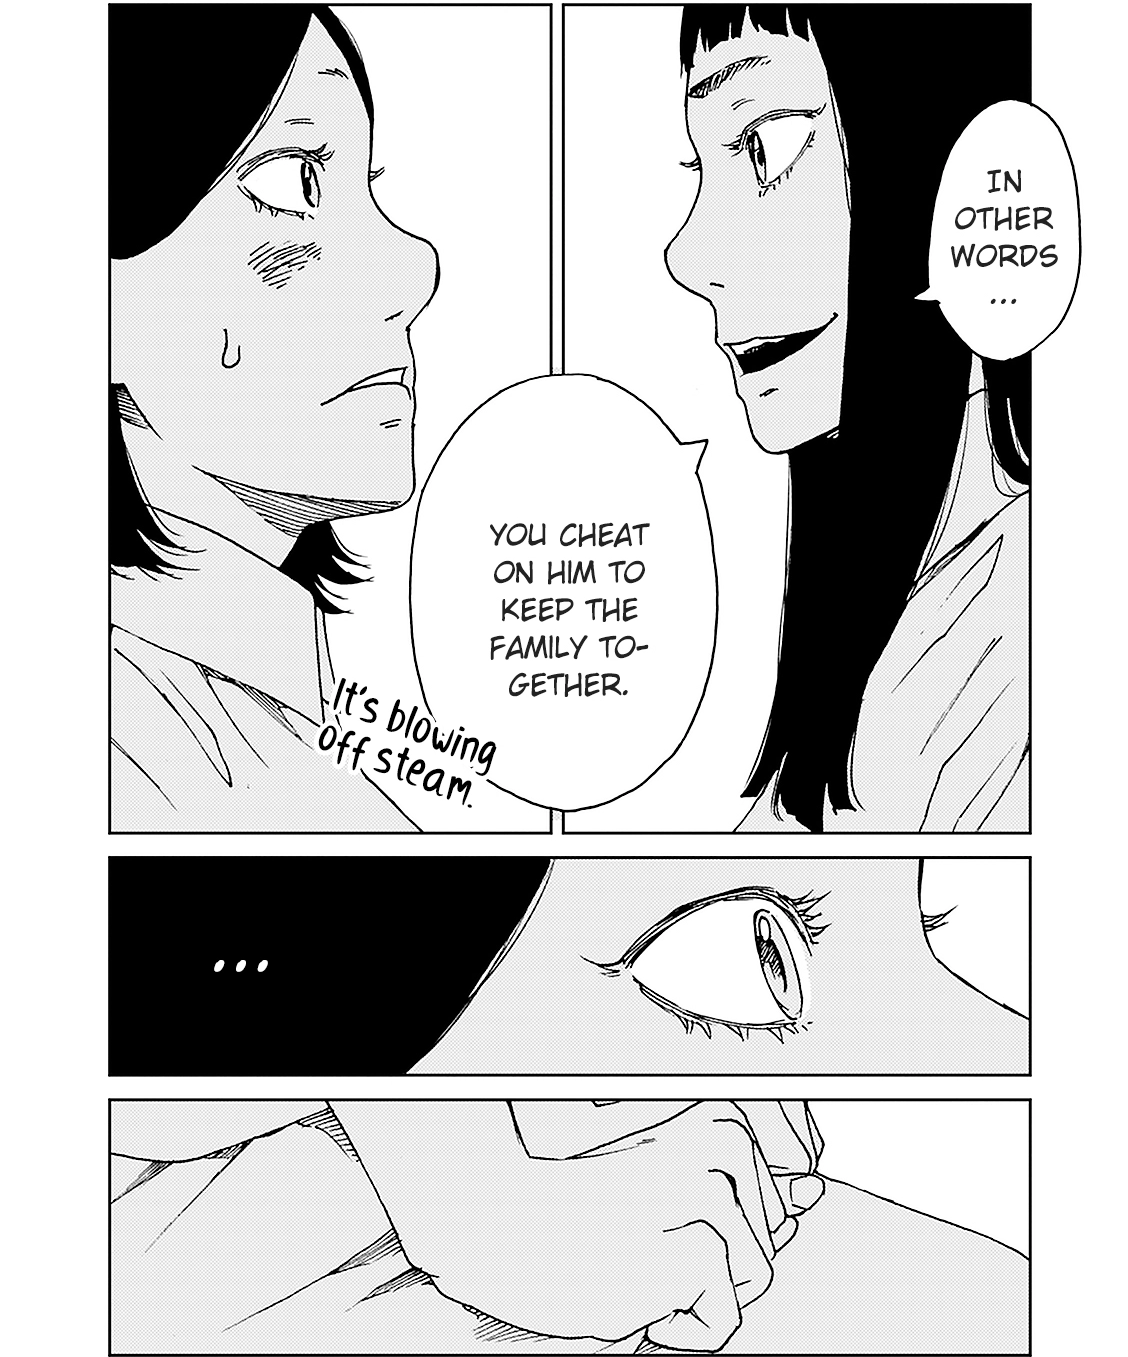 IN
OTHER
WORDS
...
YOU CHEAT
ON HIM TO
KEEP THE
FAMILY TO-
GETHER.
It's blowing
off steam.
...